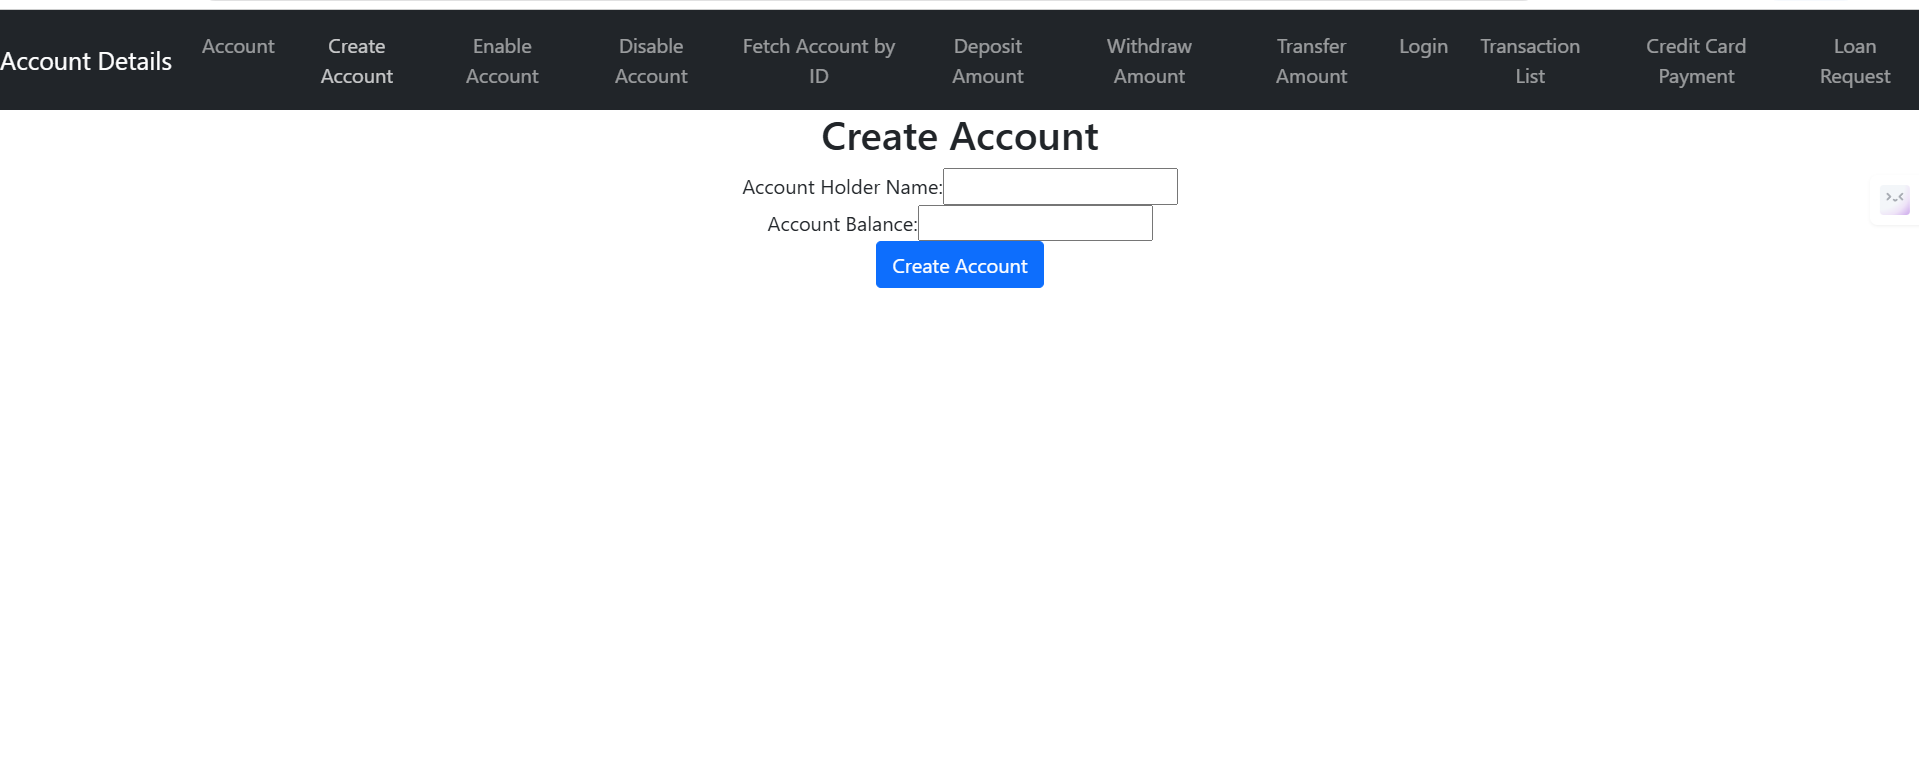 Account Details
Account
Create
Account
Enable
Account
Disable
Account
Fetch Account by
ID
Deposit
Amount
Withdraw
Amount
Transfer
Amount
Login
Transaction
List
Credit Card
Payment
Loan
Request
Create Account
Account Holder Name:
Account Balance:
Create Account